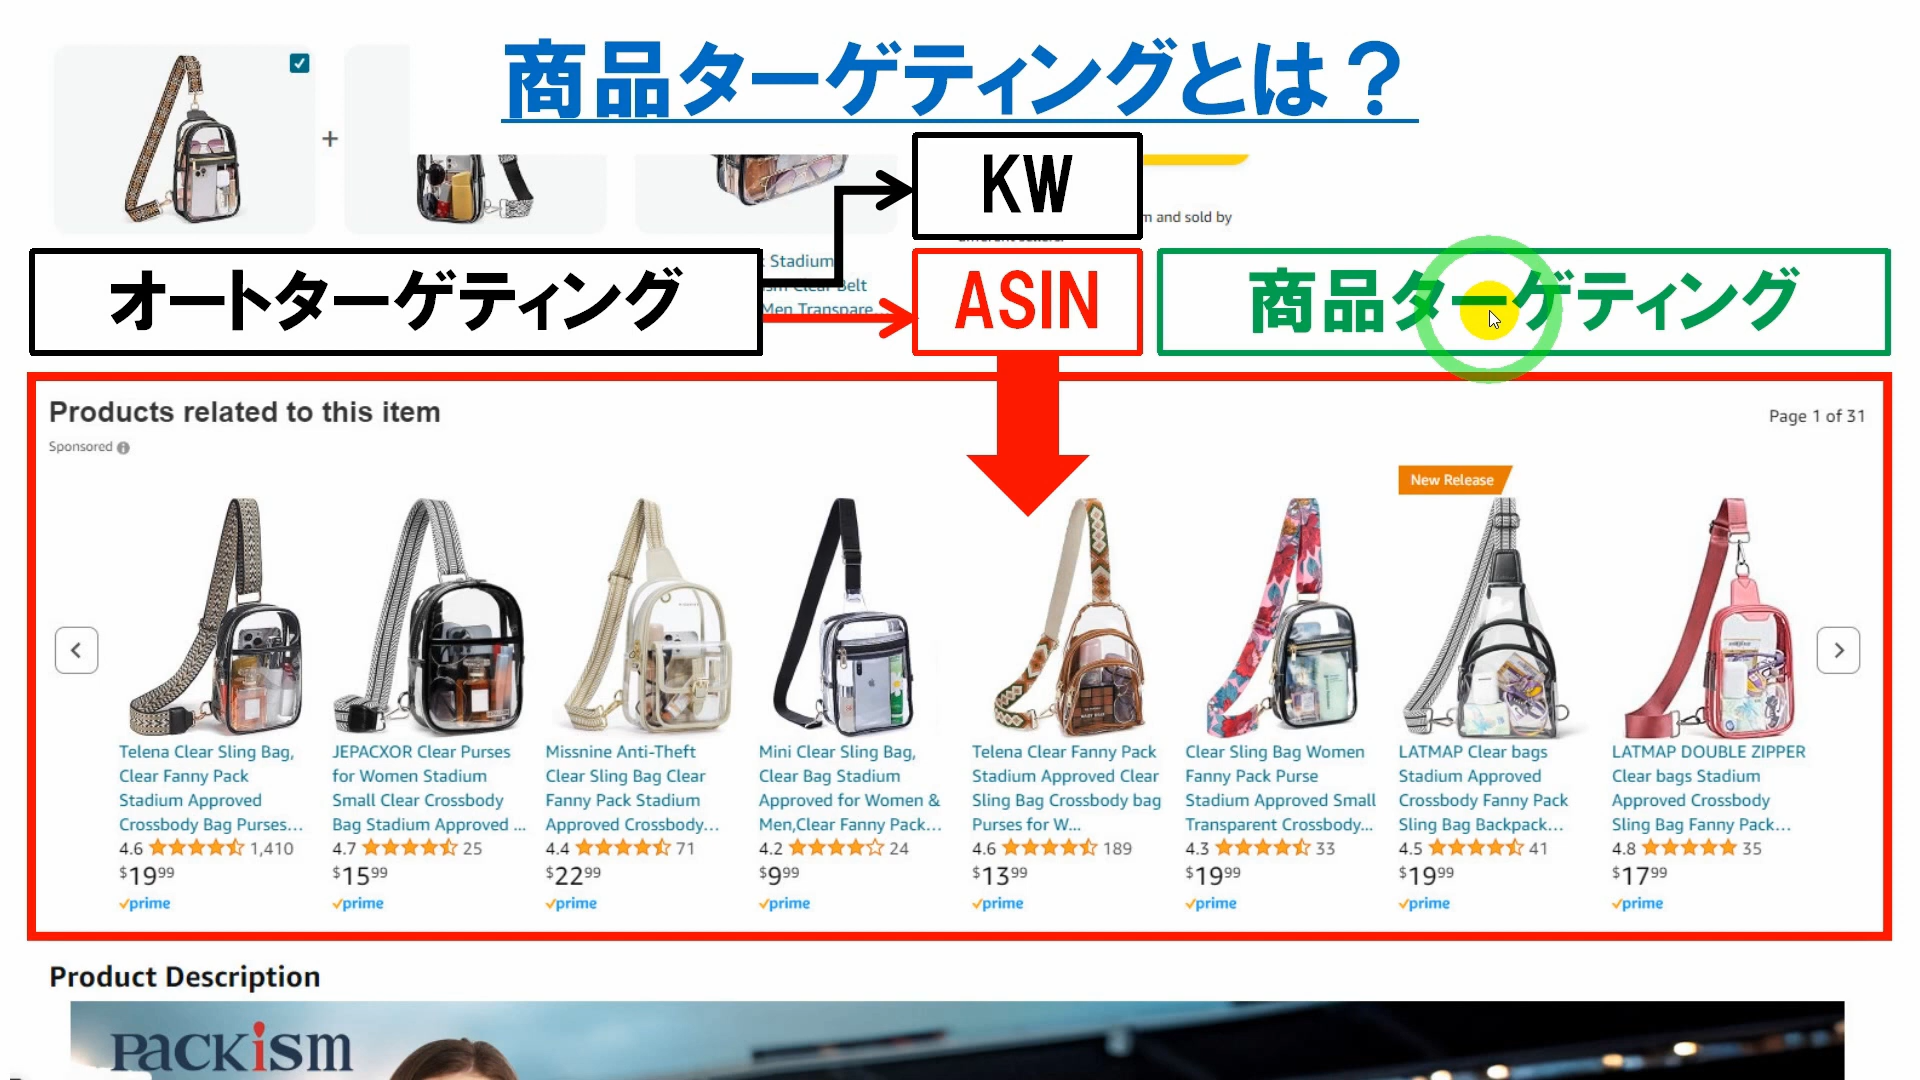 商品ターゲティングとは？
+
KW
m and sold by
Stadium
Clear Belt
Men Transpare...
オートターゲティング
ASIN
商品ターゲティング
Products related to this item
Page 1 of 31
Sponsored
New Release
Telena Clear Sling Bag,
Clear Fanny Pack
Stadium Approved
Crossbody Bag Purses...
4.6 1,410
$19.99
prime
JEPACXOR Clear Purses
for Women Stadium
Small Clear Crossbody
Bag Stadium Approved ...
4.7 25
$15.99
prime
Missnine Anti-Theft
Clear Sling Bag Clear
Fanny Pack Stadium
Approved Crossbody...
4.4 71
$22.99
prime
Mini Clear Sling Bag,
Clear Bag Stadium
Approved for Women &
Men,Clear Fanny Pack...
4.2 24
$9.99
prime
Telena Clear Fanny Pack
Stadium Approved Clear
Sling Bag Crossbody bag
Purses for W...
4.6 189
$13.99
prime
Clear Sling Bag Women
Fanny Pack Purse
Stadium Approved Small
Transparent Crossbody...
4.3 33
$19.99
prime
LATMAP Clear bags
Stadium Approved
Crossbody Fanny Pack
Sling Bag Backpack...
4.5 41
$19.99
prime
LATMAP DOUBLE ZIPPER
Clear bags Stadium
Approved Crossbody
Sling Bag Fanny Pack...
4.8 35
$17.99
prime
Product Description
PACKiSM